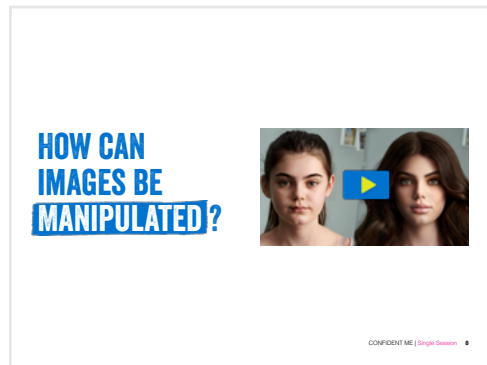 HOW CAN
IMAGES BE
MANIPULATED?
CONFIDENT ME | Single Session 8